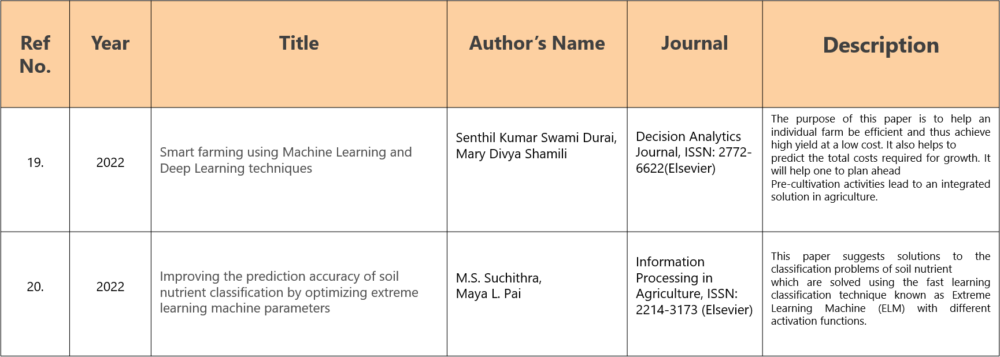 Ref
No.
Year
Title
Author’s Name
Journal
Description
19.
2022
Smart farming using Machine Learning and
Deep Learning techniques
Senthil Kumar Swami Durai,
Mary Divya Shamili
Decision Analytics
Journal, ISSN: 2772-
6622(Elsevier)
The purpose of this paper is to help an
individual farm be efficient and thus achieve
high yield at a low cost. It also helps to
predict the total costs required for growth. It
will help one to plan ahead
Pre-cultivation activities lead to an integrated
solution in agriculture.
20.
2022
Improving the prediction accuracy of soil
nutrient classification by optimizing extreme
learning machine parameters
M.S. Suchithra,
Maya L. Pai
Information
Processing in
Agriculture, ISSN:
2214-3173 (Elsevier)
This paper suggests solutions to the
classification problems of soil nutrient
which are solved using the fast learning
classification technique known as Extreme
Learning Machine (ELM) with different
activation functions.